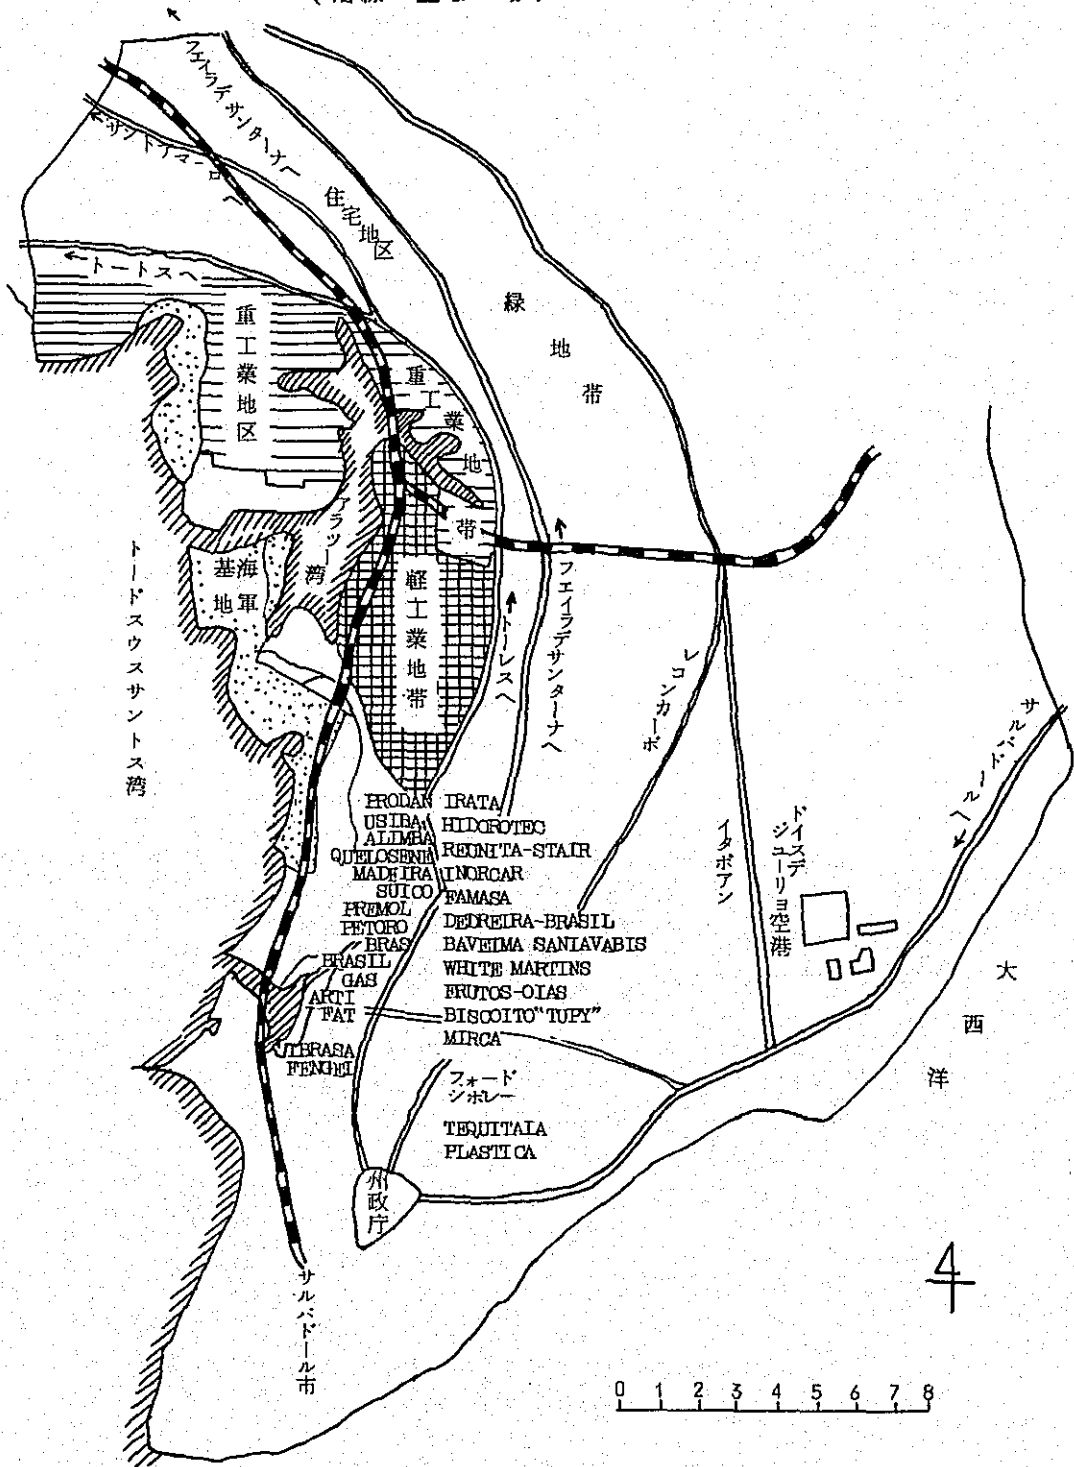 フエイラデサンターナへ
サントアマーロへ
住宅地区
トートスへ
緑地帯
重工業地区
重工業地帯
アラッー湾
海軍基地
軽工業地帯
トーレスへ
フエイラデサンターナへ
レコンカーボ
トードスウスサントス湾
サルバドールへ
イタボアン
ドイスデ
ジューリョ空港
大西洋
PRODAN
USIBA
ALIMBA
QUELOSENE
MADEIRA
SUICO
PREMOL
PETORO
BRAS
BRASIL
GAS
ARTI
FAT
IBRASA
FENGEI
IRATA
HIDOROTEC
REUNITA-STAIR
INORCAR
FAMASA
DEDREIRA-BRASIL
BAVEIMA SANIAVABIS
WHITE MARTINS
FRUTOS-OIAS
BISCOITO"TUPY"
MIRCA
フォード
シボレー
TEQUITAIA
PLASTICA
州政庁
サルバドール市
4
0 1 2 3 4 5 6 7 8